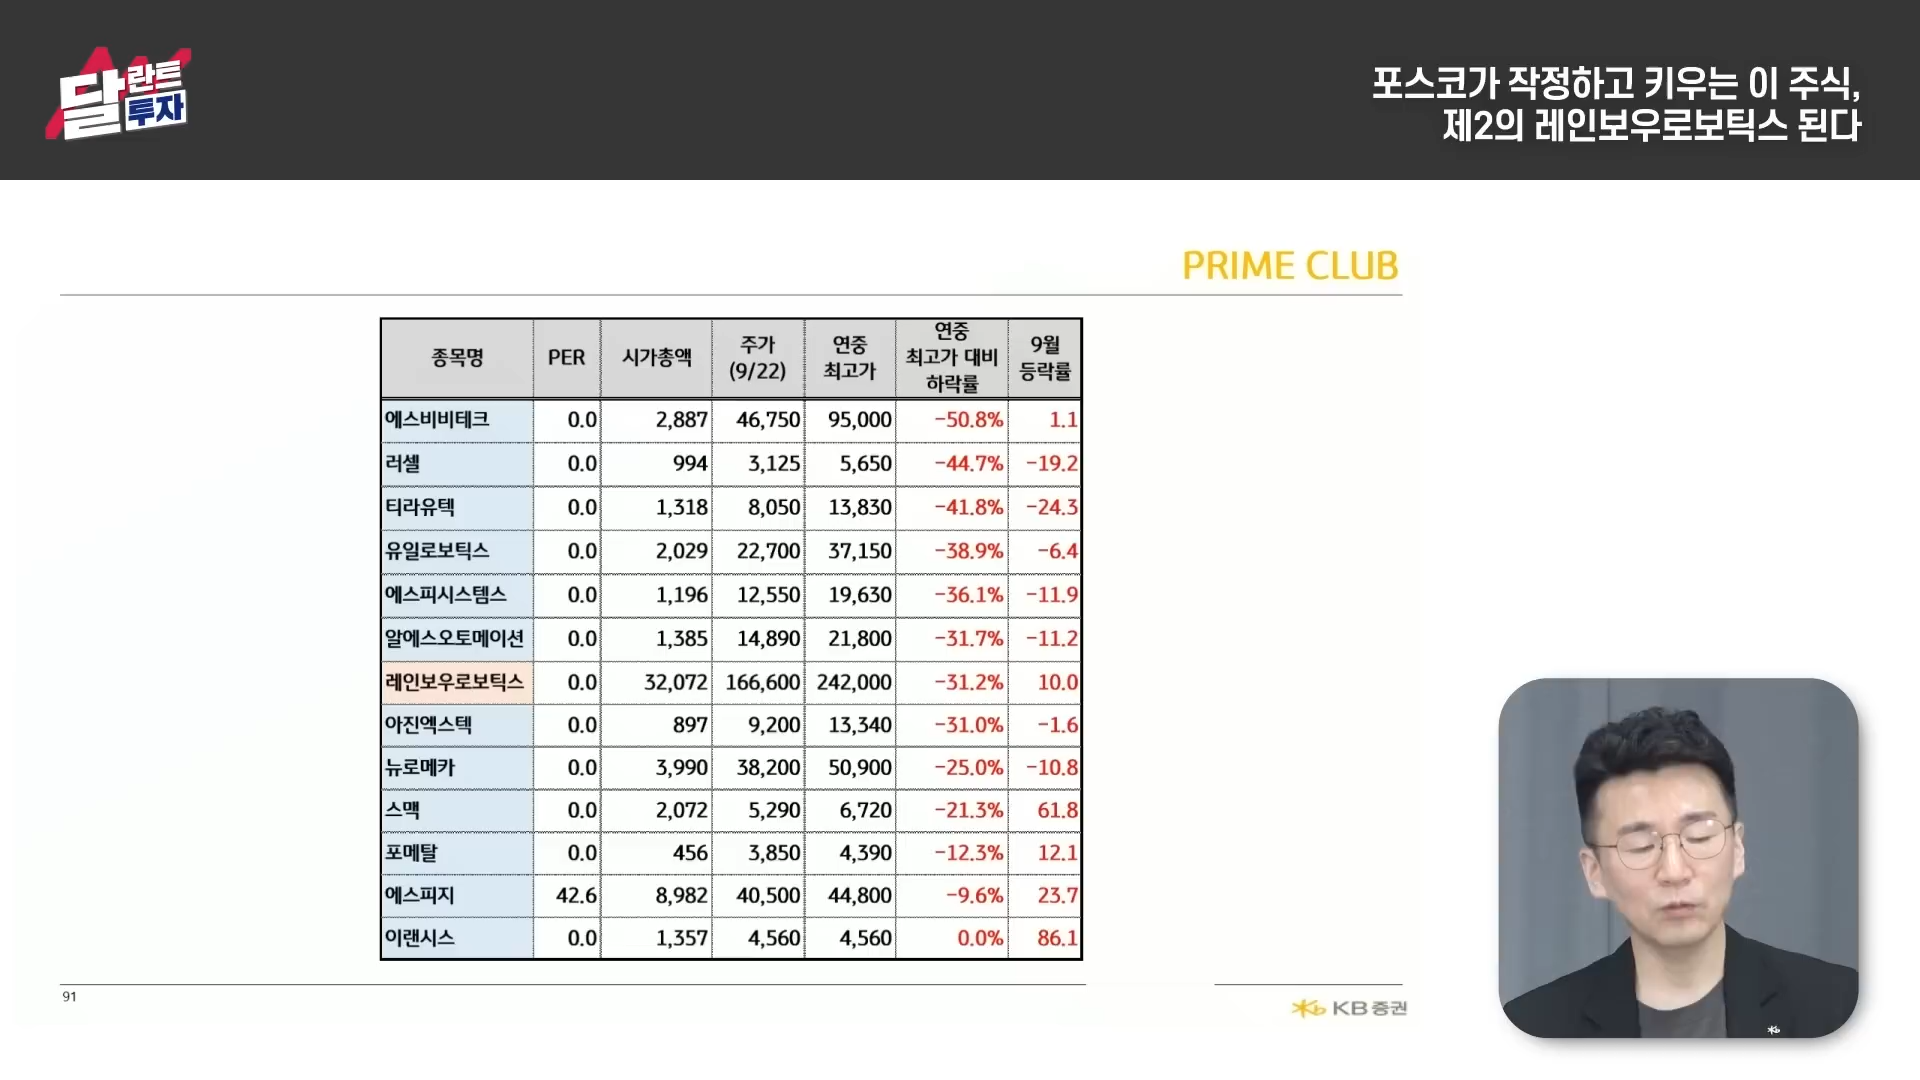 달란트
투자
포스코가 작정하고 키우는 이 주식,
제2의 레인보우로보틱스 된다
PRIME CLUB
종목명 PER 시가총액 주가 (9/22) 연중 최고가 연중 최고가 대비 하락률 9월 등락률
에스비비테크 0.0 2,887 46,750 95,000 -50.8% 1.1
러셀 0.0 994 3,125 5,650 -44.7% -19.2
티라유텍 0.0 1,318 8,050 13,830 -41.8% -24.3
유일로보틱스 0.0 2,029 22,700 37,150 -38.9% -6.4
에스피시스템스 0.0 1,196 12,550 19,630 -36.1% -11.9
알에스오토메이션 0.0 1,385 14,890 21,800 -31.7% -11.2
레인보우로보틱스 0.0 32,072 166,600 242,000 -31.2% 10.0
아진엑스텍 0.0 897 9,200 13,340 -31.0% -1.6
뉴로메카 0.0 3,990 38,200 50,900 -25.0% -10.8
스맥 0.0 2,072 5,290 6,720 -21.3% 61.8
포메탈 0.0 456 3,850 4,390 -12.3% 12.1
에스피지 42.6 8,982 40,500 44,800 -9.6% 23.7
이랜시스 0.0 1,357 4,560 4,560 0.0% 86.1
91
KB증권